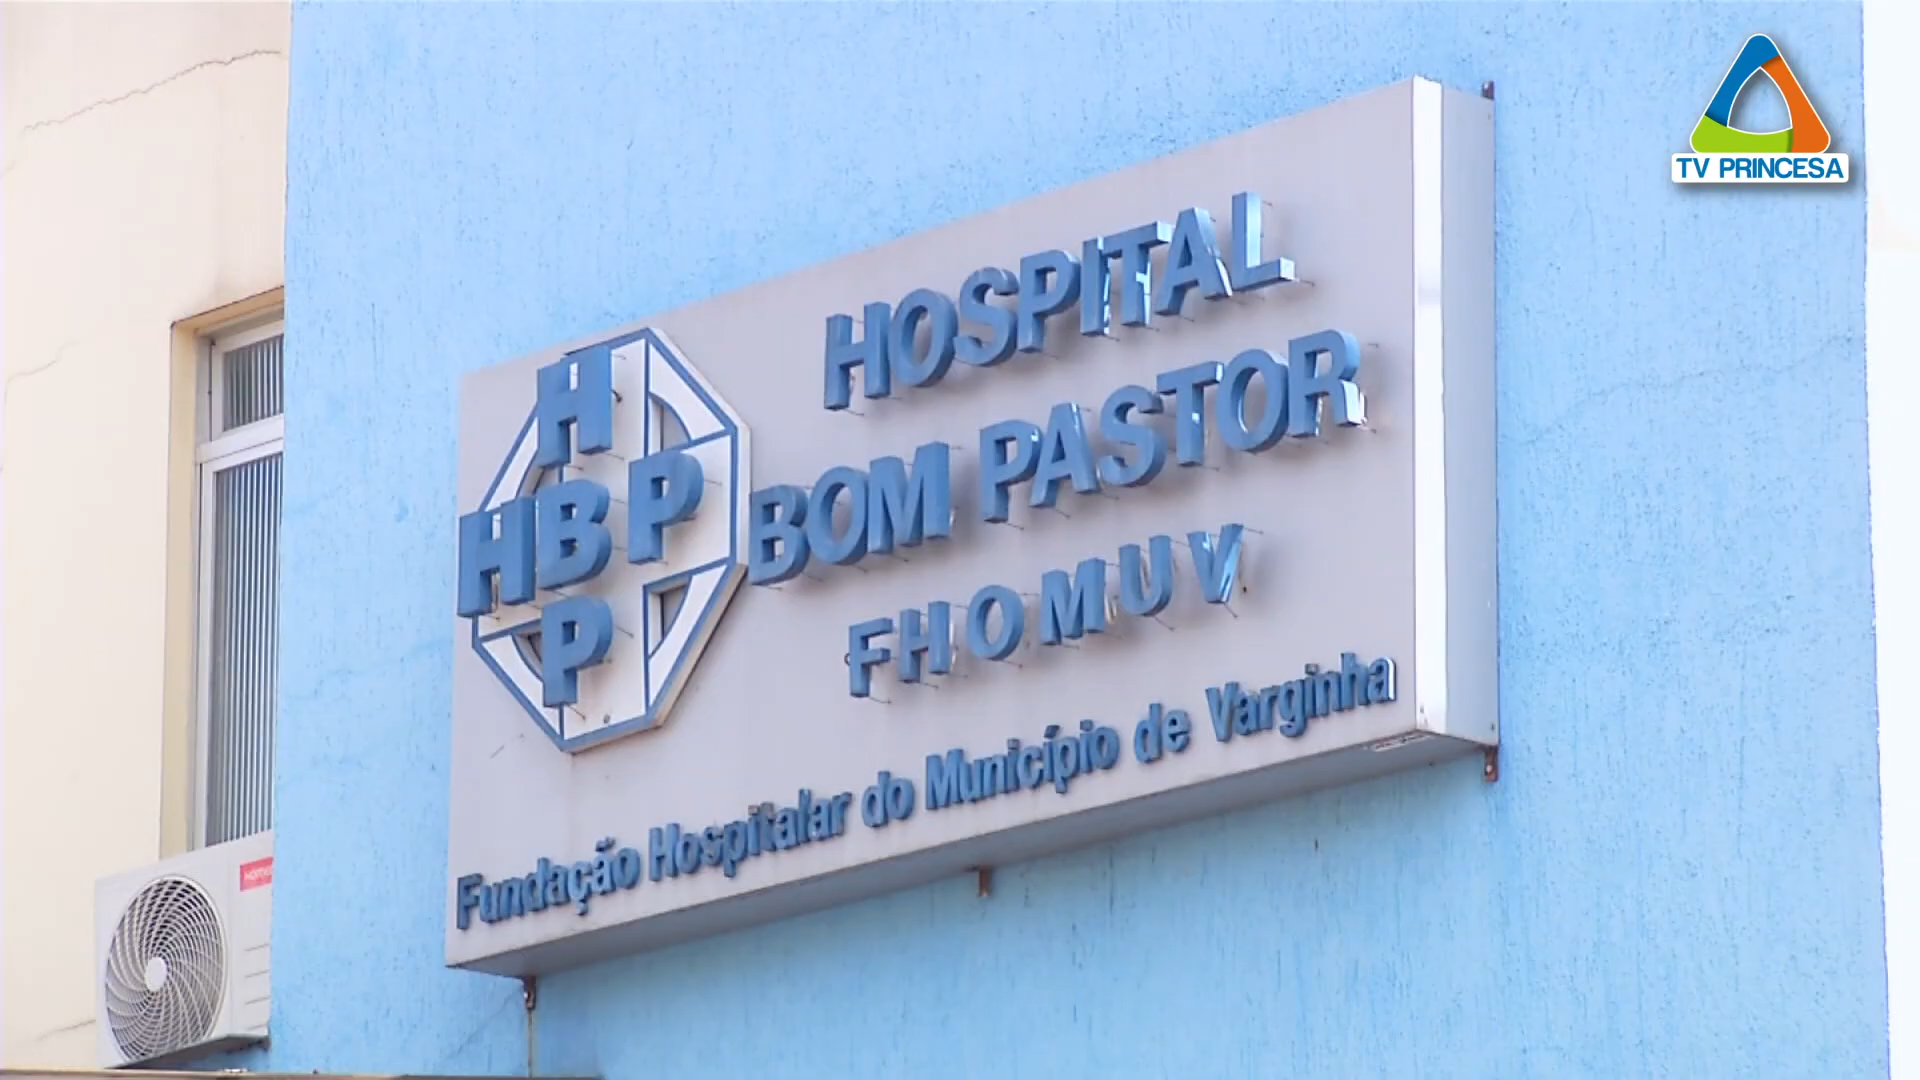 TV PRINCESA
HOSPITAL
BOM PASTOR
FHOMUV
H
HBP
P
Fundação Hospitalar do Município de Varginha